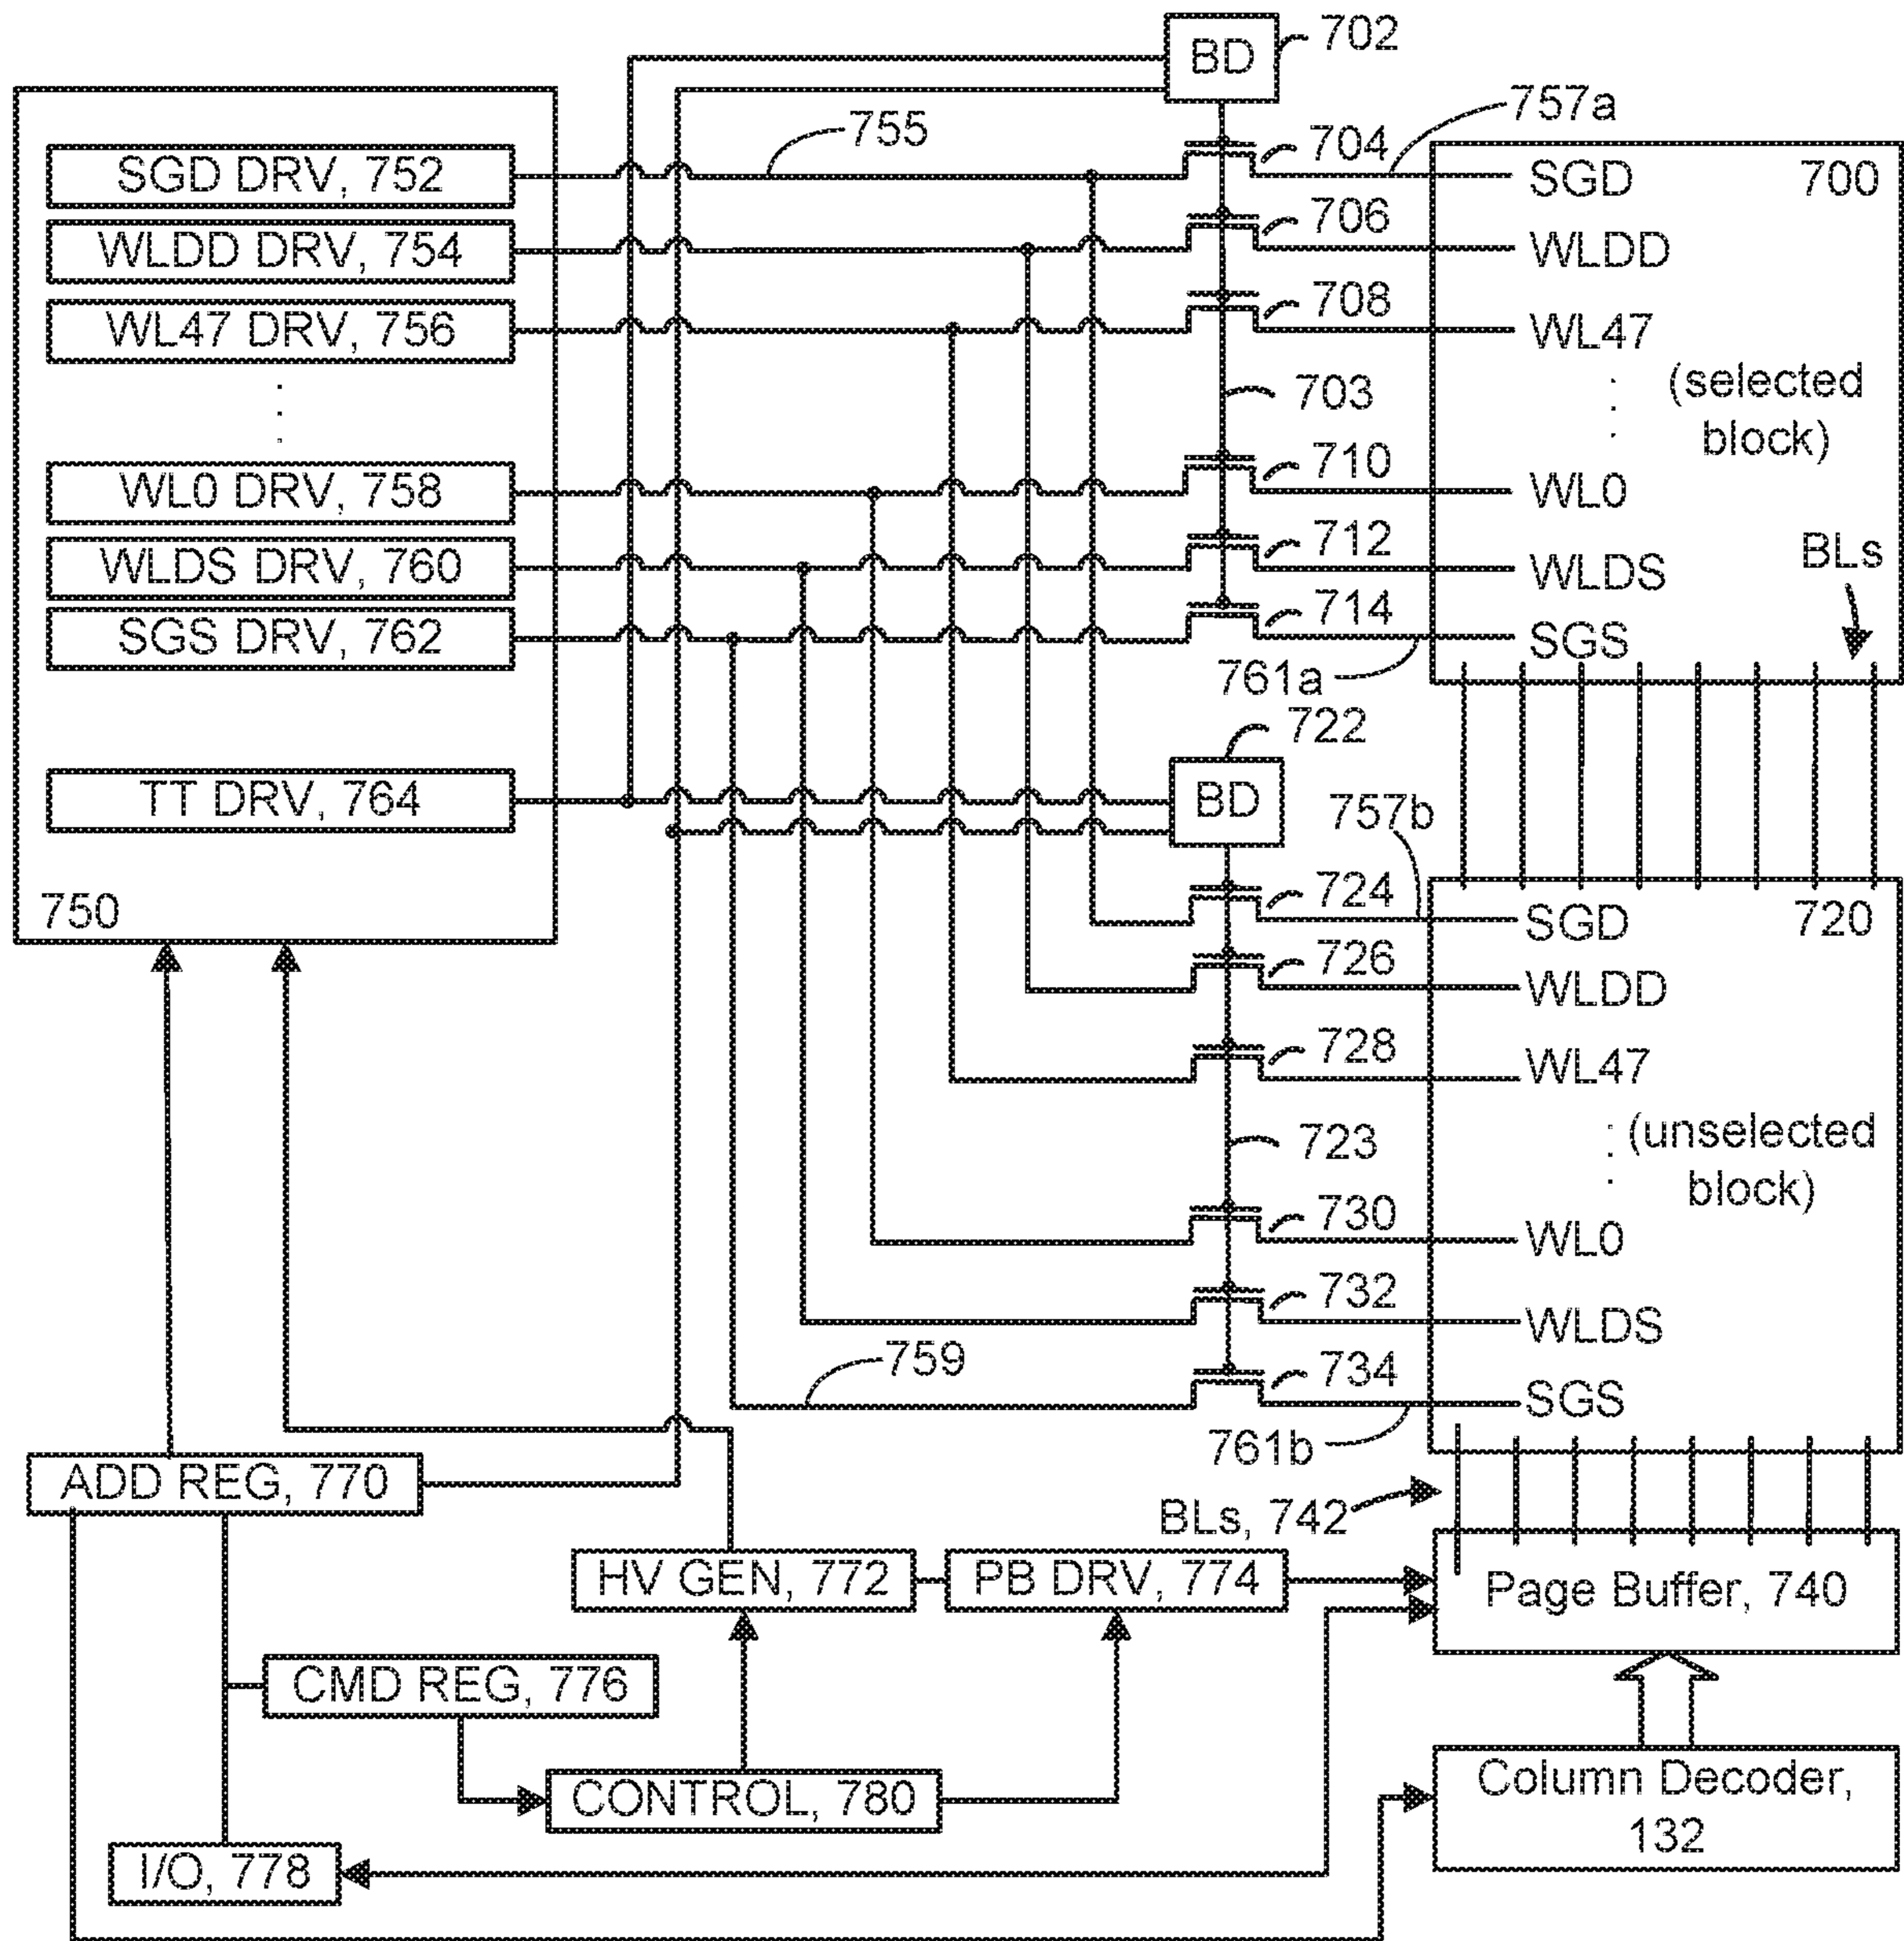 BD
702
755
757a
SGD DRV, 752
704
SGD
700
WLDD DRV, 754
706
WLDD
WL47 DRV, 756
708
WL47
703
(selected
block)
WL0 DRV, 758
710
WL0
WLDS DRV, 760
712
WLDS
BLs
SGS DRV, 762
714
SGS
761a
722
TT DRV, 764
BD
757b
750
724
SGD
720
726
WLDD
728
WL47
723
(unselected
block)
730
WL0
732
WLDS
759
734
SGS
761b
ADD REG, 770
BLs, 742
HV GEN, 772
PB DRV, 774
Page Buffer, 740
CMD REG, 776
CONTROL, 780
Column Decoder,
132
I/O, 778